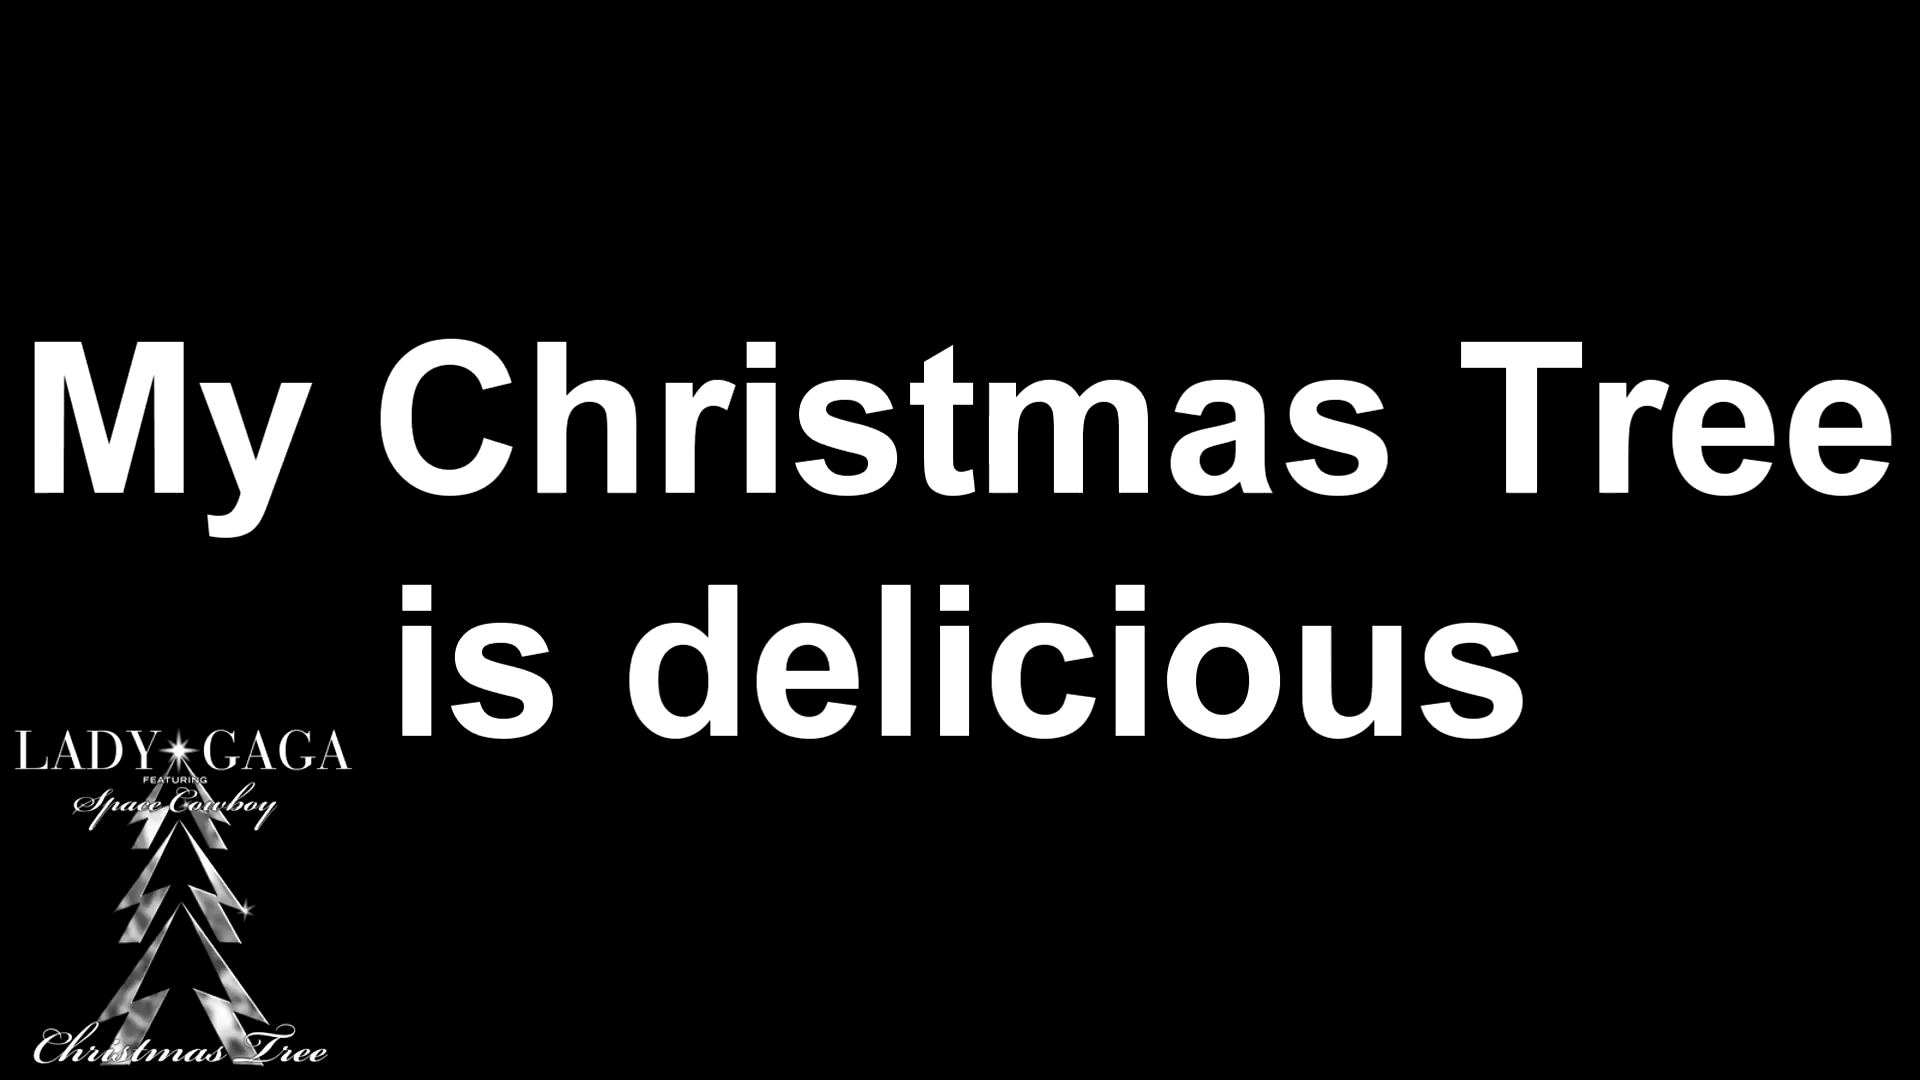 My Christmas Tree
is delicious
LADY GAGA
FEATURING
Space Cowboy
Christmas Tree